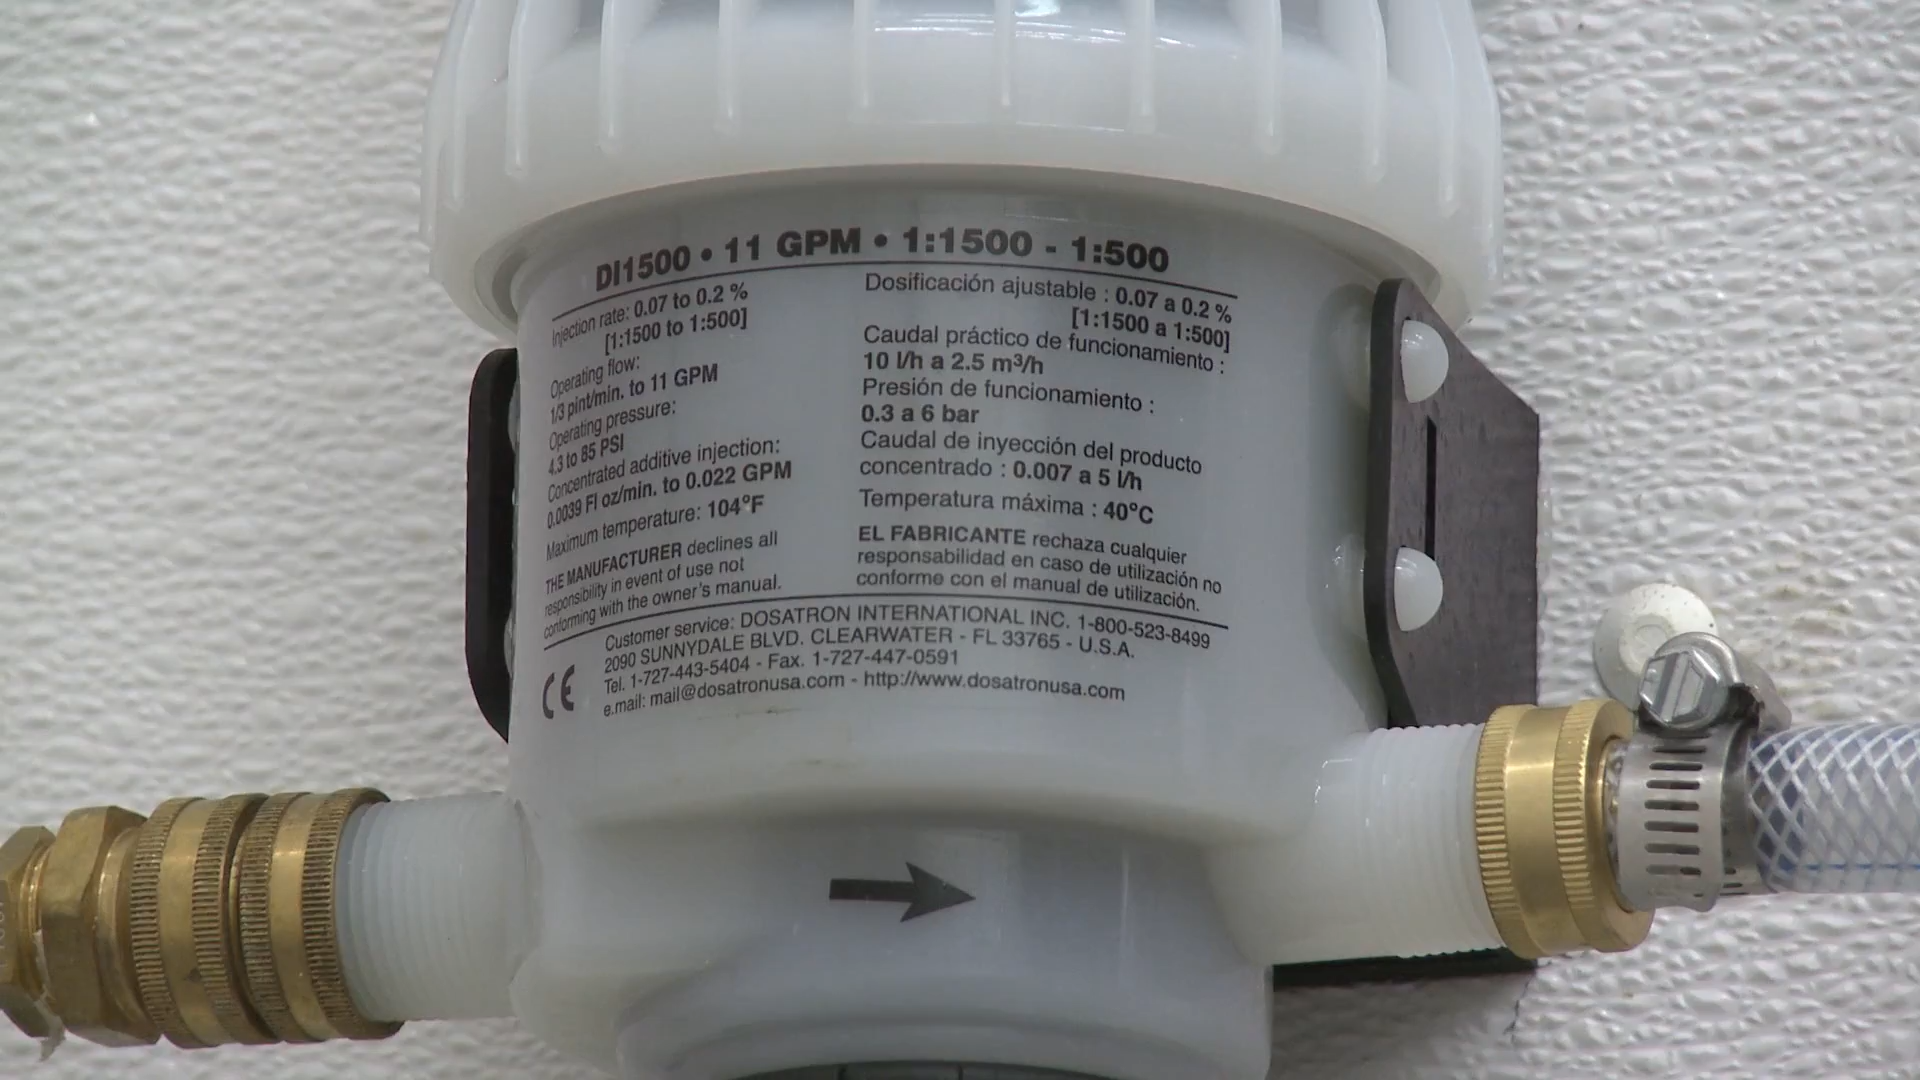 DI1500 • 11 GPM • 1:1500 - 1:500
Injection rate: 0.07 to 0.2 %
[1:1500 to 1:500]
Operating flow:
1/3 pint/min. to 11 GPM
Operating pressure:
4.3 to 85 PSI
Concentrated additive injection:
0.0039 Fl oz/min. to 0.022 GPM
Maximum temperature: 104°F
THE MANUFACTURER declines all
responsibility in event of use not
conforming with the owner's manual.
Dosificación ajustable : 0.07 a 0.2 %
[1:1500 a 1:500]
Caudal práctico de funcionamiento :
10 l/h a 2.5 m³/h
Presión de funcionamiento :
0.3 a 6 bar
Caudal de inyección del producto
concentrado : 0.007 a 5 l/h
Temperatura máxima : 40°C
EL FABRICANTE rechaza cualquier
responsabilidad en caso de utilización no
conforme con el manual de utilización.
Customer service: DOSATRON INTERNATIONAL INC. 1-800-523-8499
2090 SUNNYDALE BLVD. CLEARWATER - FL 33765 - U.S.A.
Tel. 1-727-443-5404 - Fax. 1-727-447-0591
e.mail: mail@dosatronusa.com - http://www.dosatronusa.com
CE